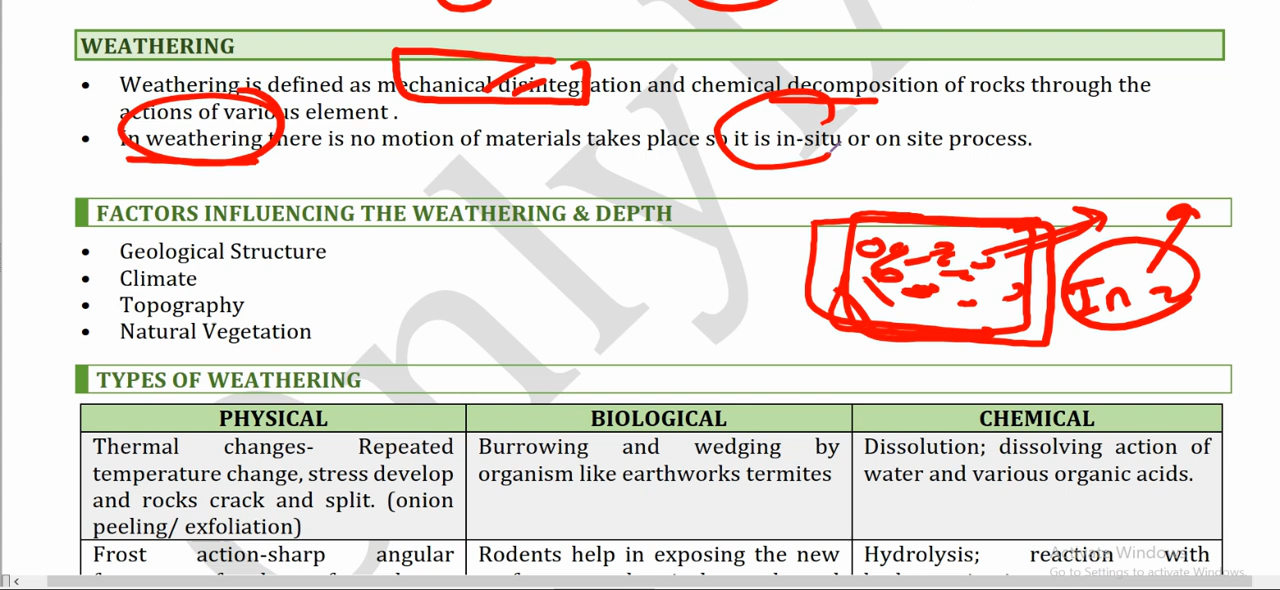 WEATHERING
• Weathering is defined as mechanical disintegration and chemical decomposition of rocks through the
actions of various element .
• In weathering there is no motion of materials takes place so it is in-situ or on site process.
FACTORS INFLUENCING THE WEATHERING & DEPTH
• Geological Structure
• Climate
• Topography
• Natural Vegetation
In
TYPES OF WEATHERING
PHYSICAL BIOLOGICAL CHEMICAL
Thermal changes- Repeated
temperature change, stress develop
and rocks crack and split. (onion
peeling/ exfoliation)
Burrowing and wedging by
organism like earthworks termites
Dissolution; dissolving action of
water and various organic acids.
Frost action-sharp angular
Rodents help in exposing the new
Hydrolysis; reaction with
Activate Windows
Go to Settings to activate Windows.
only